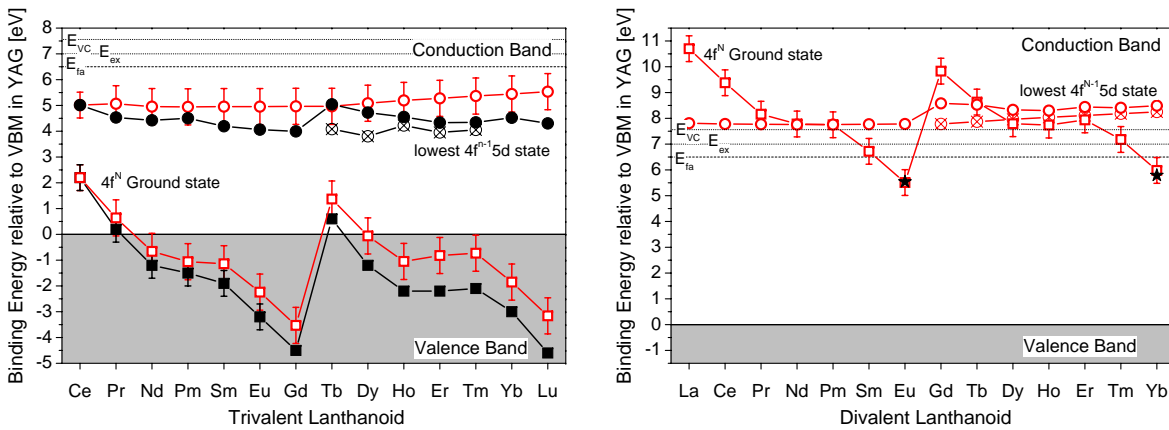 Binding Energy relative to VBM in YAG [eV]
8
7
6
5
4
3
2
1
0
-1
-2
-3
-4
-5
E_VC
E_ex
E_fa
Conduction Band
lowest 4f^{n-1}5d state
4f^N Ground state
Valence Band
Ce Pr Nd Pm Sm Eu Gd Tb Dy Ho Er Tm Yb Lu
Trivalent Lanthanoid
Binding Energy relative to VBM in YAG [eV]
11
10
9
8
7
6
5
4
3
2
1
0
-1
4f^N Ground state
Conduction Band
lowest 4f^{N-1}5d state
E_VC
E_ex
E_fa
Valence Band
La Ce Pr Nd Pm Sm Eu Gd Tb Dy Ho Er Tm Yb
Divalent Lanthanoid